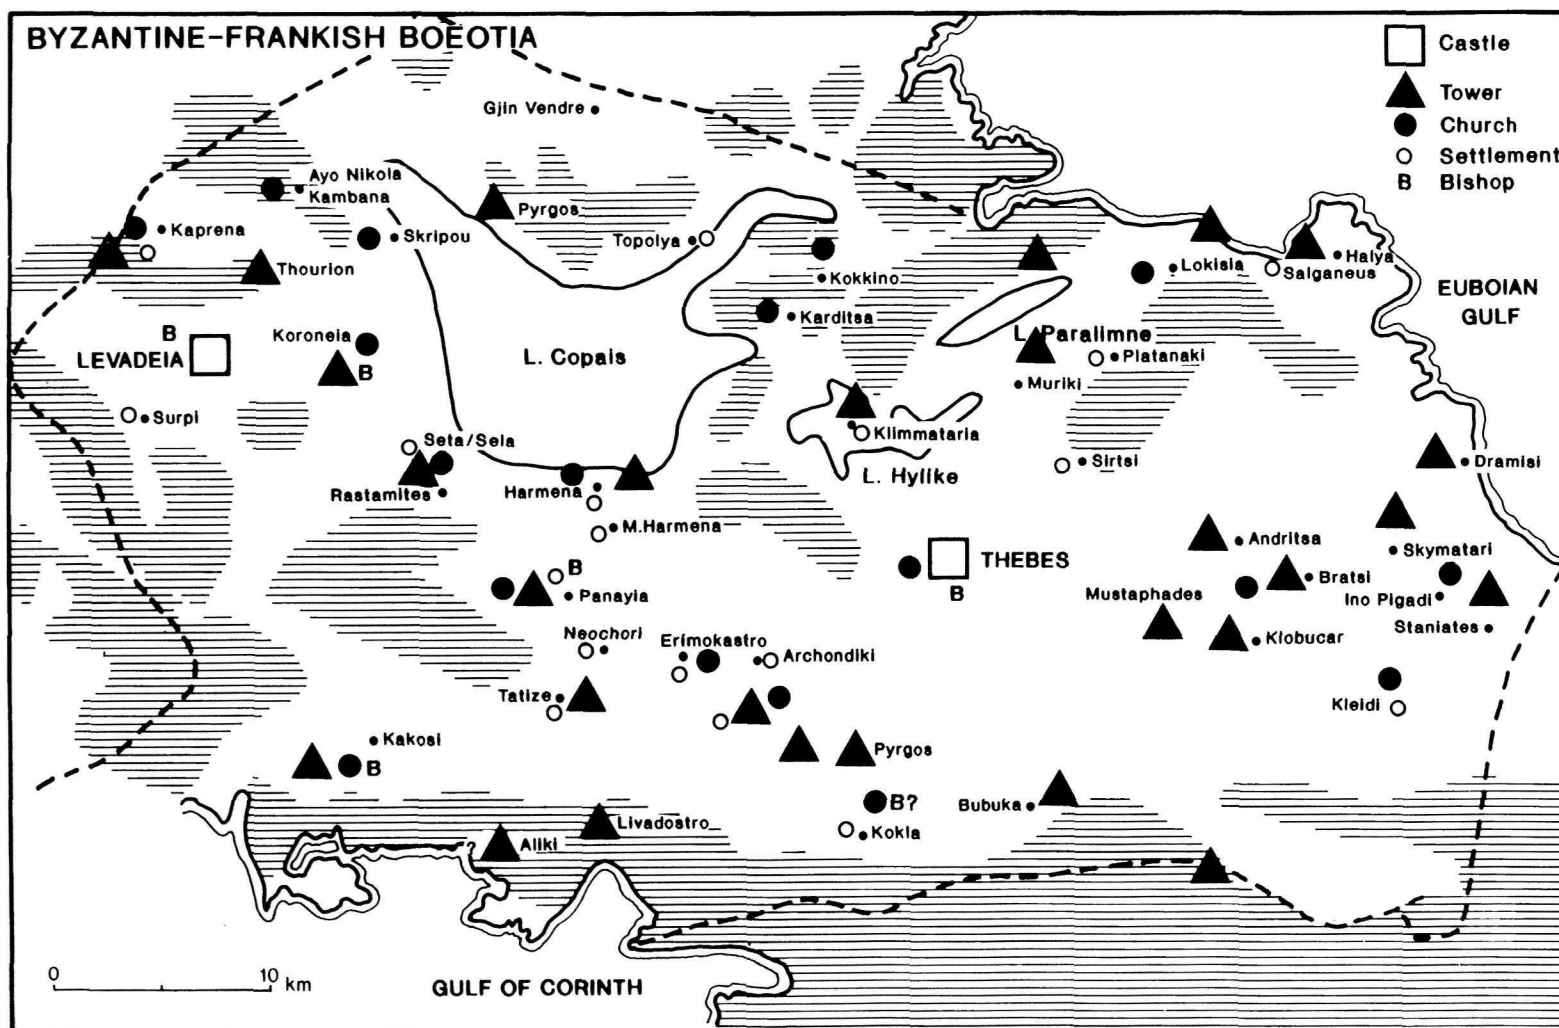 BYZANTINE-FRANKISH BOEOTIA
Castle
Tower
Church
Settlement
B Bishop
Gjin Vendre
Ayo Nikola
Kambana
Pyrgos
Kaprena
Skripou
Topolya
Thourion
Kokkino
Lokisia
Salganeus
Halya
EUBOIAN
GULF
Karditsa
B
LEVADEIA
Koroneia
B
L. Copais
L. Paralimne
Platanaki
Muriki
Surpi
Seta/Sela
Klimmataria
Rastamites
Harmena
L. Hylike
Sirtsi
Dramisi
M.Harmena
THEBES
B
Andritsa
Skymatari
B
Panayia
Mustaphades
Bratsi
Ino Pigadi
Staniates
Neochori
Erimokastro
Archondiki
Klobucar
Tatize
Kleidi
Kakosi
B
Pyrgos
B?
Bubuka
Livadostro
Kokla
Aliki
0 10 km
GULF OF CORINTH